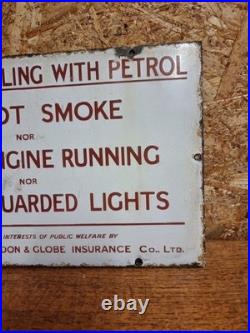 LING WITH PETROL
OT SMOKE
NOR
GINE RUNNING
NOR
UARDED LIGHTS
INTERESTS OF PUBLIC WELFARE BY
DON & GLOBE INSURANCE Co., LTD.